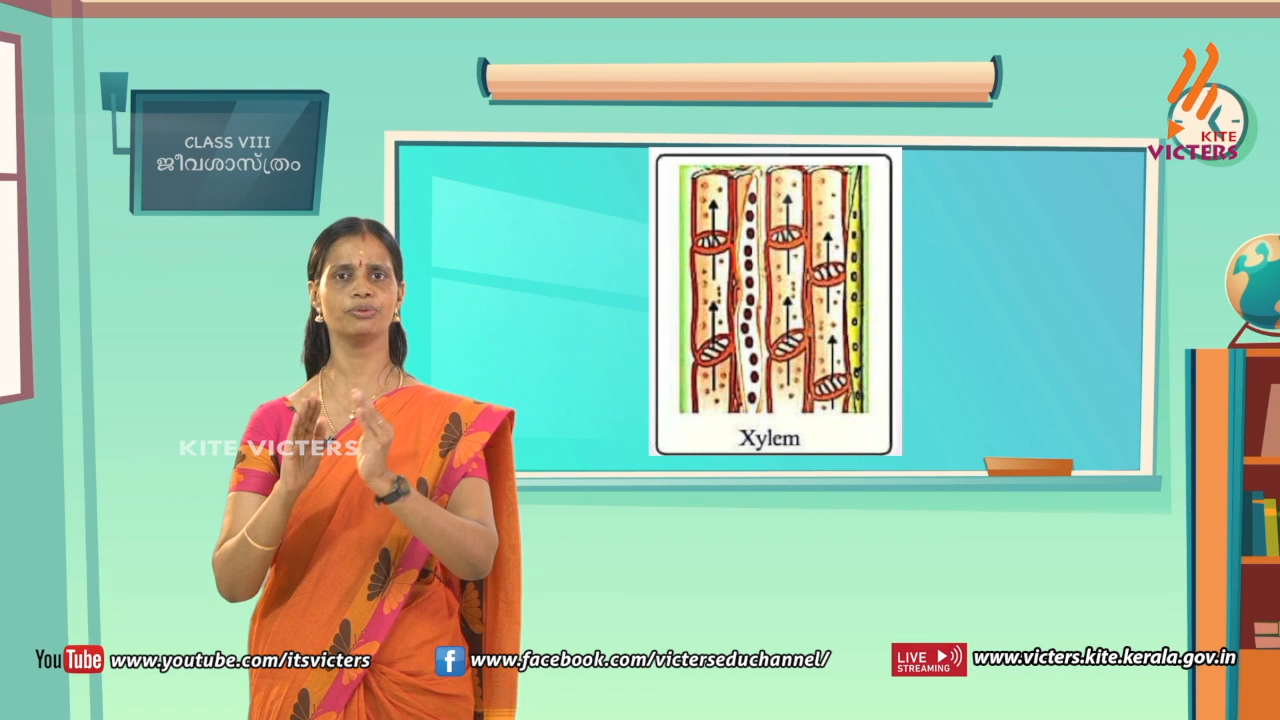 CLASS VIII
ജീവശാസ്ത്രം
KITE
VICTERS
Xylem
KITE VICTERS
YouTube www.youtube.com/itsvicters
f www.facebook.com/victerseduchannel/
LIVE
STREAMING
www.victers.kite.kerala.gov.in